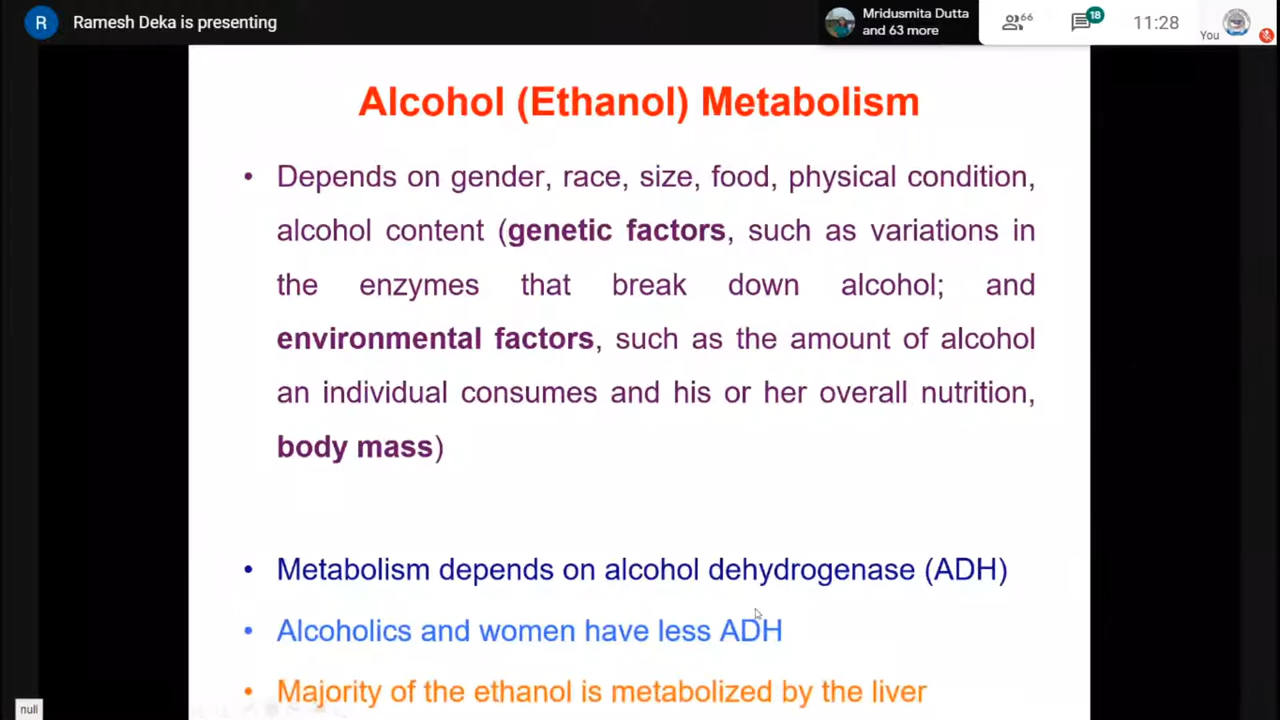 R Ramesh Deka is presenting
Mridusmita Dutta
and 63 more
66
18
11:28
You
Alcohol (Ethanol) Metabolism
• Depends on gender, race, size, food, physical condition,
alcohol content (genetic factors, such as variations in
the enzymes that break down alcohol; and
environmental factors, such as the amount of alcohol
an individual consumes and his or her overall nutrition,
body mass)
• Metabolism depends on alcohol dehydrogenase (ADH)
• Alcoholics and women have less ADH
• Majority of the ethanol is metabolized by the liver
null